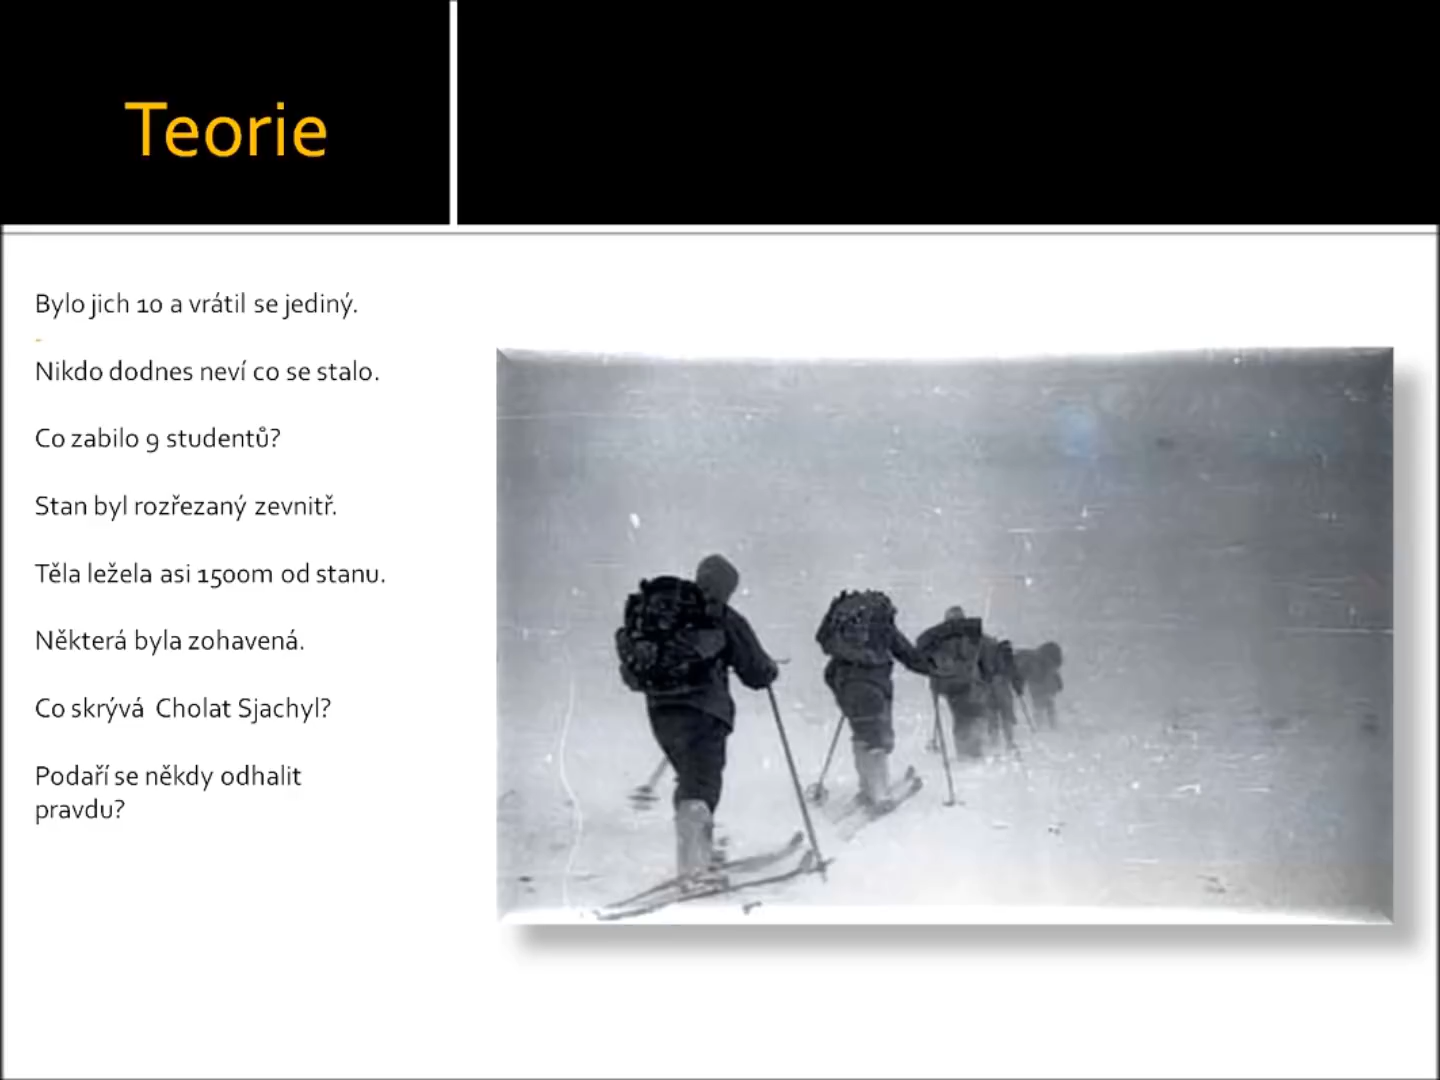 Teorie
Bylo jich 10 a vrátil se jediný.
-
Nikdo dodnes neví co se stalo.
Co zabilo 9 studentů?
Stan byl rozřezaný zevnitř.
Těla ležela asi 1500m od stanu.
Některá byla zohavená.
Co skrývá  Cholat Sjachyl?
Podaří se někdy odhalit
pravdu?